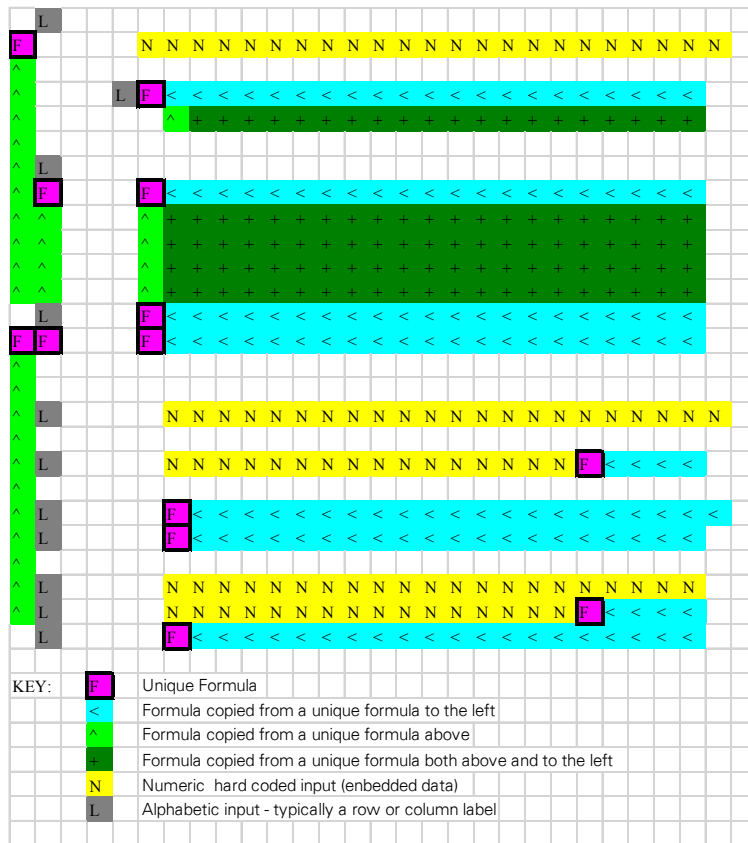 L
F N N N N N N N N N N N N N N N N N N N N N N N
^
^ L F < < < < < < < < < < < < < < < < < < < < <
^ ^ + + + + + + + + + + + + + + + + + + + +
^
^ L
^ F F < < < < < < < < < < < < < < < < < < < < <
^ ^ ^ + + + + + + + + + + + + + + + + + + + + +
^ ^ ^ + + + + + + + + + + + + + + + + + + + + +
^ ^ ^ + + + + + + + + + + + + + + + + + + + + +
^ ^ ^ + + + + + + + + + + + + + + + + + + + + +
L F < < < < < < < < < < < < < < < < < < < < <
F F F < < < < < < < < < < < < < < < < < < < < <
^
^
^ L N N N N N N N N N N N N N N N N N N N N N N
^
^ L N N N N N N N N N N N N N N N N F < < < <
^
^ L F < < < < < < < < < < < < < < < < < < < < <
^ L F < < < < < < < < < < < < < < < < < < < <
^
^ L N N N N N N N N N N N N N N N N N N N N N
^ L N N N N N N N N N N N N N N N N F < < < <
L F < < < < < < < < < < < < < < < < < < < <
KEY: F Unique Formula
< Formula copied from a unique formula to the left
^ Formula copied from a unique formula above
+ Formula copied from a unique formula both above and to the left
N Numeric hard coded input (enbedded data)
L Alphabetic input - typically a row or column label